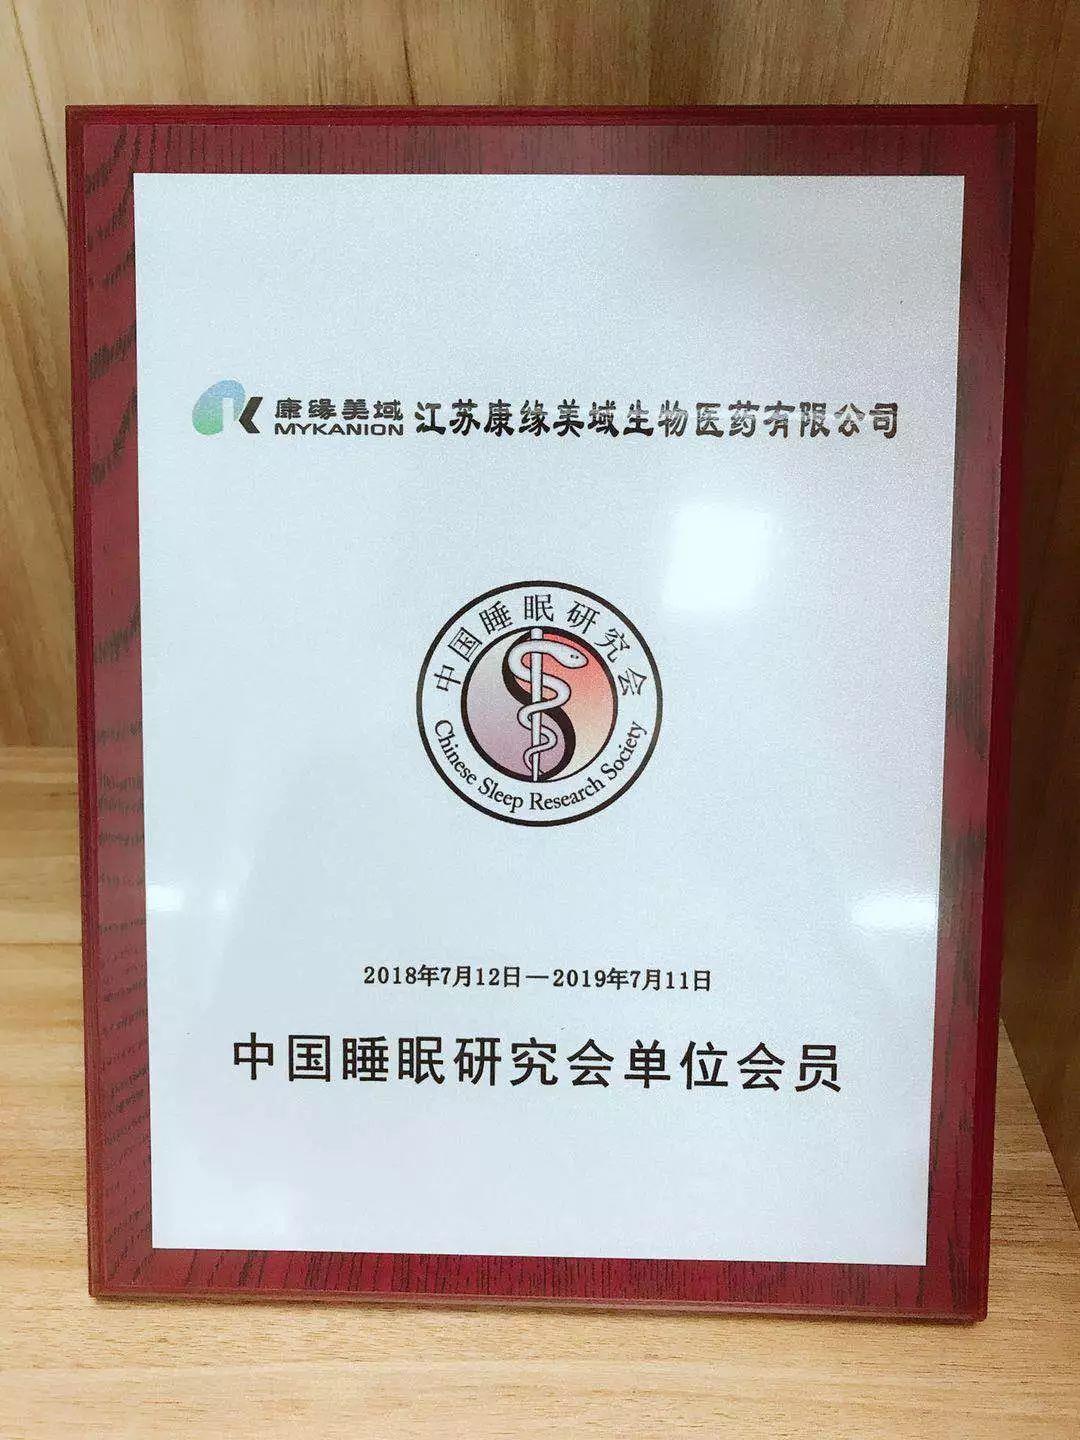 康缘美域 江苏康缘美域生物医药有限公司
MYKANION
中国睡眠研究会
Chinese Sleep Research Society
2018年7月12日—2019年7月11日
中国睡眠研究会单位会员